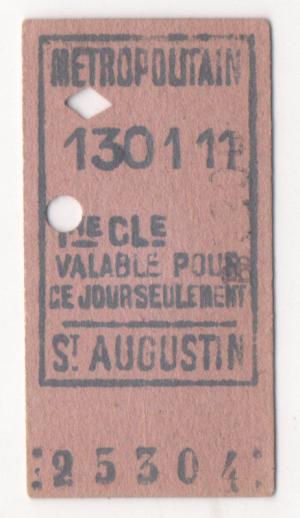 METROPOLITAIN
130111
1RE CLE
VALABLE POUR
CE JOUR SEULEMENT
ST AUGUSTIN
25304